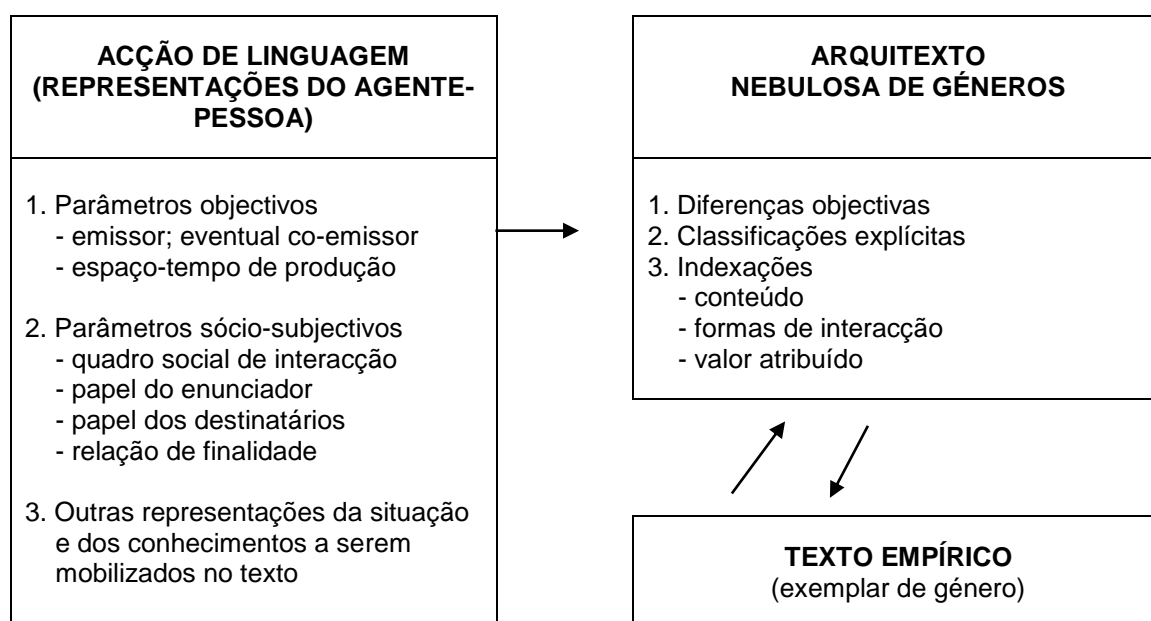 ACÇÃO DE LINGUAGEM
(REPRESENTAÇÕES DO AGENTE-
PESSOA)
1. Parâmetros objectivos
- emissor; eventual co-emissor
- espaço-tempo de produção
2. Parâmetros sócio-subjectivos
- quadro social de interacção
- papel do enunciador
- papel dos destinatários
- relação de finalidade
3. Outras representações da situação
e dos conhecimentos a serem
mobilizados no texto
ARQUITEXTO
NEBULOSA DE GÉNEROS
1. Diferenças objectivas
2. Classificações explícitas
3. Indexações
- conteúdo
- formas de interacção
- valor atribuído
TEXTO EMPÍRICO
(exemplar de género)